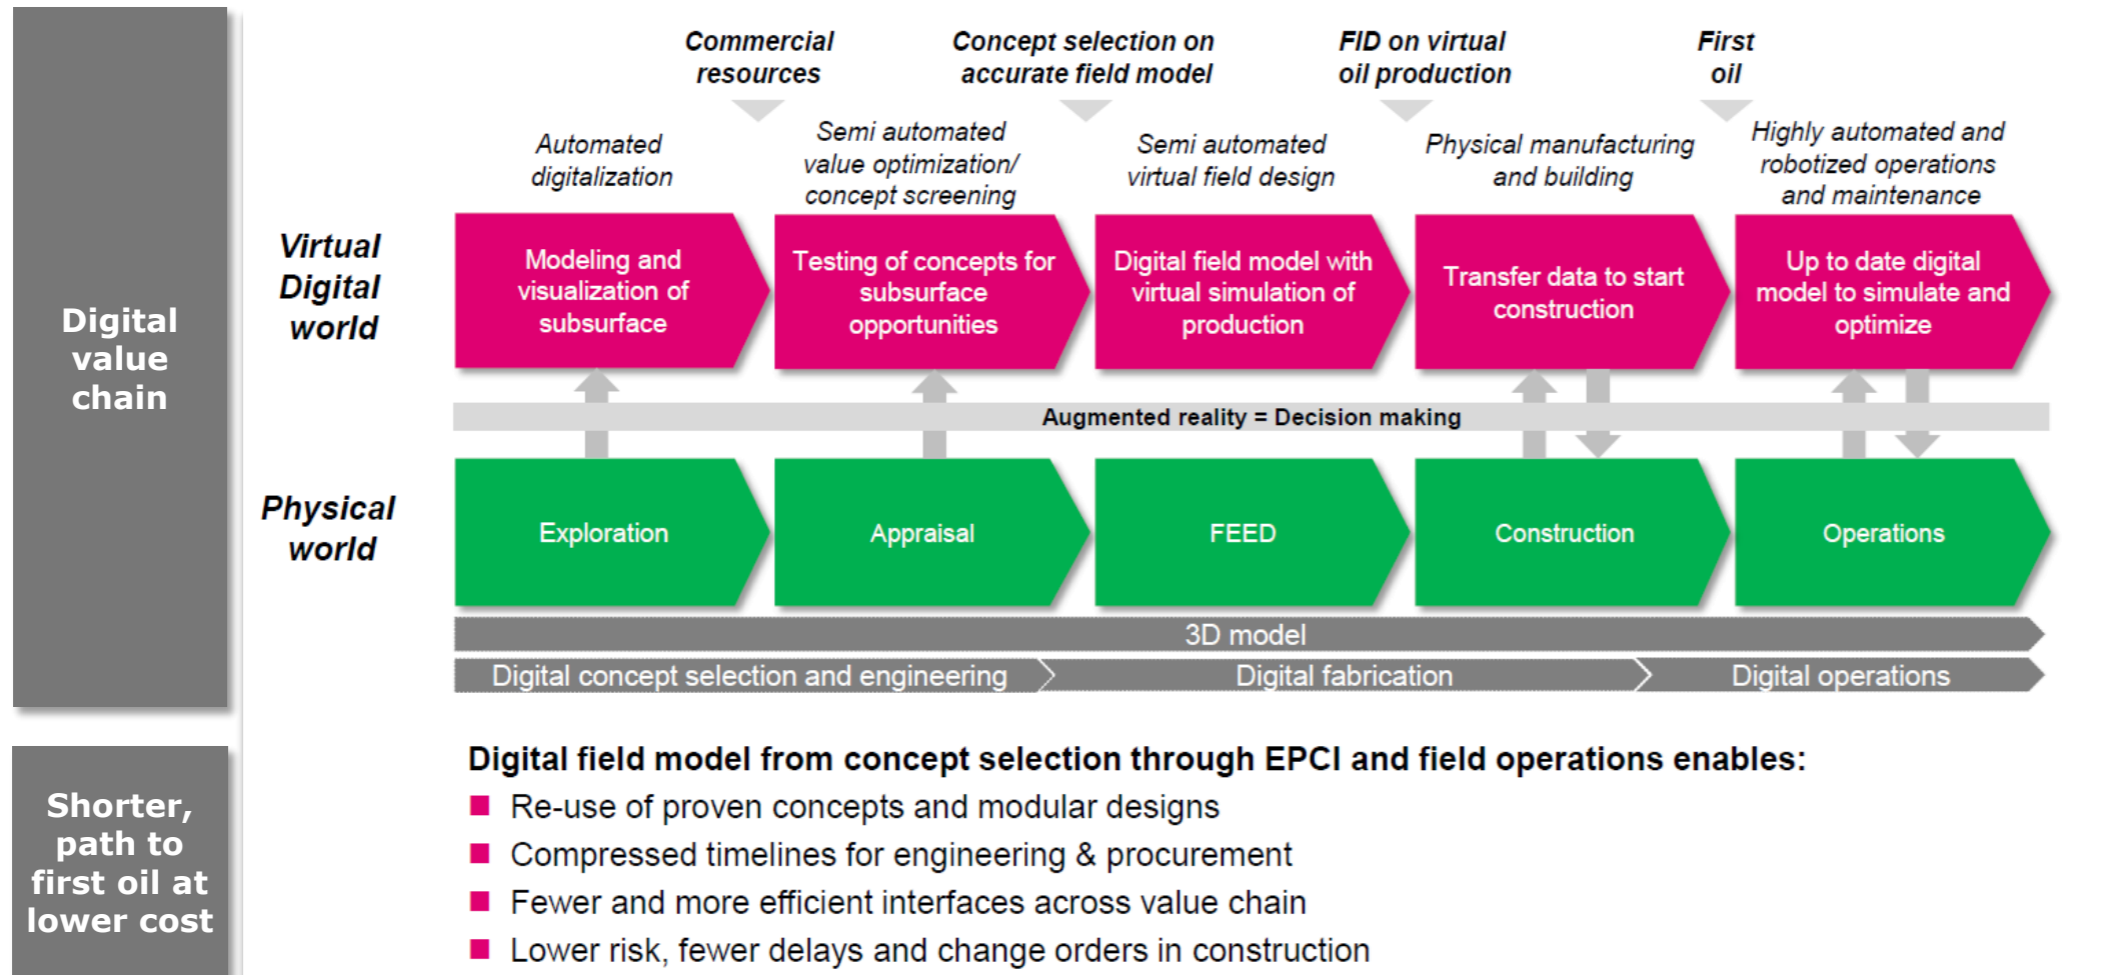 Digital
value
chain
Commercial
resources
Concept selection on
accurate field model
FID on virtual
oil production
First
oil
Automated
digitalization
Semi automated
value optimization/
concept screening
Semi automated
virtual field design
Physical manufacturing
and building
Highly automated and
robotized operations
and maintenance
Virtual
Digital
world
Modeling and
visualization of
subsurface
Testing of concepts for
subsurface
opportunities
Digital field model with
virtual simulation of
production
Transfer data to start
construction
Up to date digital
model to simulate and
optimize
Augmented reality = Decision making
Physical
world
Exploration
Appraisal
FEED
Construction
Operations
3D model
Digital concept selection and engineering
Digital fabrication
Digital operations
Shorter,
path to
first oil at
lower cost
Digital field model from concept selection through EPCI and field operations enables:
Re-use of proven concepts and modular designs
Compressed timelines for engineering & procurement
Fewer and more efficient interfaces across value chain
Lower risk, fewer delays and change orders in construction